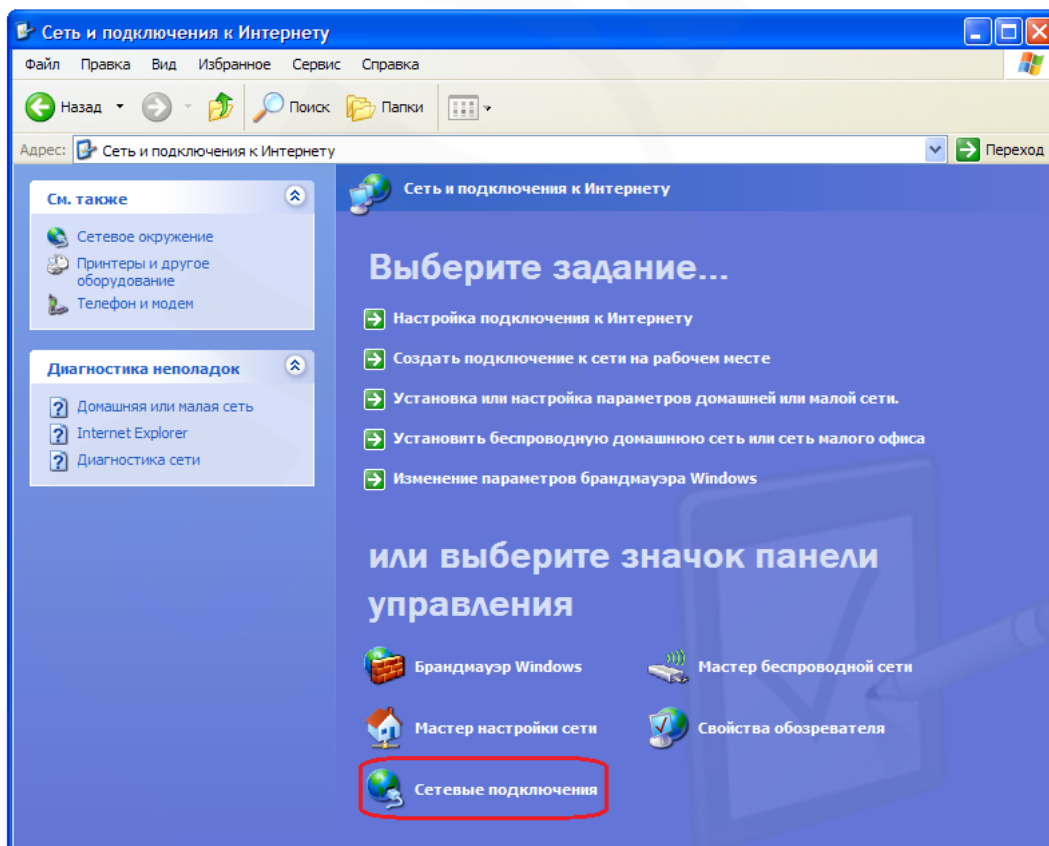 Сеть и подключения к Интернету
Файл Правка Вид Избранное Сервис Справка
Назад Поиск Папки
Адрес: Сеть и подключения к Интернету Переход
См. также
Сетевое окружение
Принтеры и другое
оборудование
Телефон и модем
Диагностика неполадок
Домашняя или малая сеть
Internet Explorer
Диагностика сети
Сеть и подключения к Интернету
Выберите задание...
Настройка подключения к Интернету
Создать подключение к сети на рабочем месте
Установка или настройка параметров домашней или малой сети.
Установить беспроводную домашнюю сеть или сеть малого офиса
Изменение параметров брандмауэра Windows
или выберите значок панели
управления
Брандмауэр Windows
Мастер беспроводной сети
Мастер настройки сети
Свойства обозревателя
Сетевые подключения